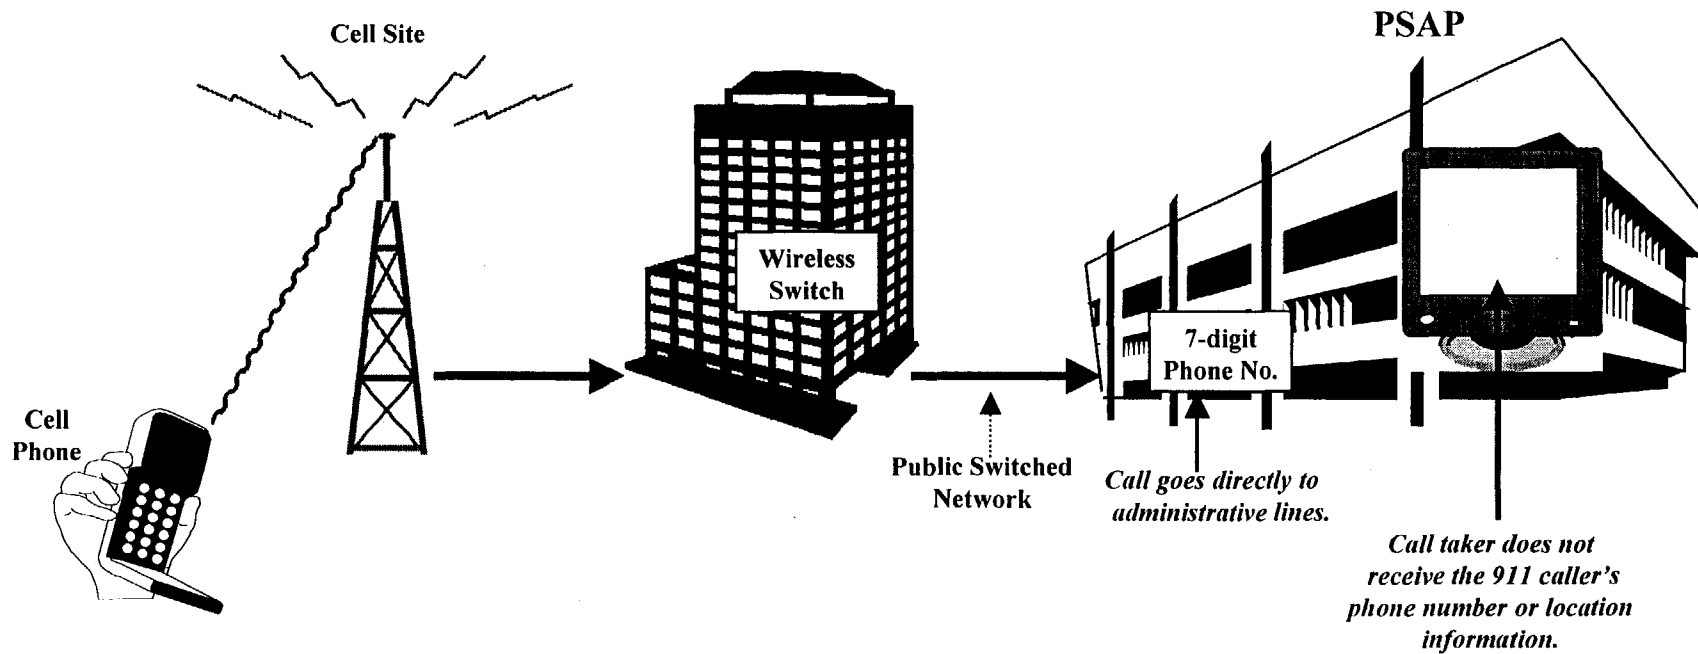 PSAP
Cell Site
Wireless
Switch
7-digit
Phone No.
Cell
Phone
Public Switched
Network
Call goes directly to
administrative lines.
Call taker does not
receive the 911 caller's
phone number or location
information.